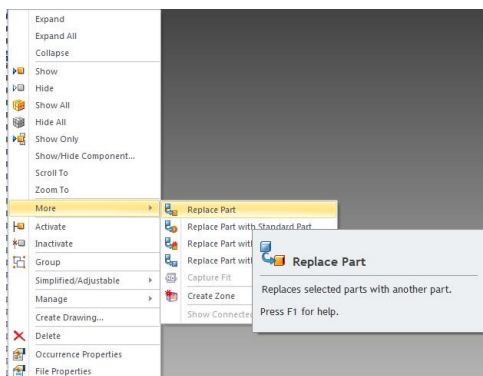 Expand
Expand All
Collapse
Show
Hide
Show All
Hide All
Show Only
Show/Hide Component...
Scroll To
Zoom To
More
Activate
Inactivate
Group
Simplified/Adjustable
Manage
Create Drawing...
Delete
Occurrence Properties
File Properties
Replace Part
Replace Part with Standard Part
Replace Part
Replace Part
Capture Fit
Create Zone
Show
Replace Part
Replaces selected parts with another part.
Press F1 for help.